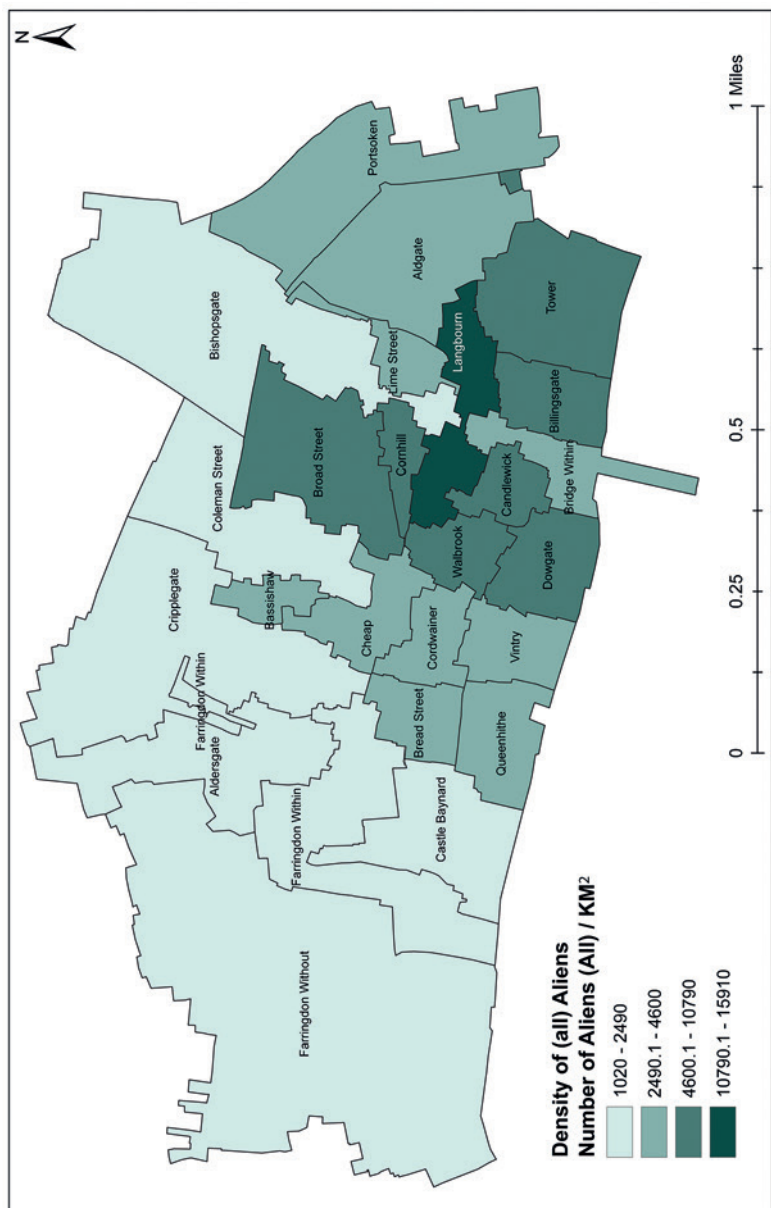 N
Portsoken
Bishopsgate
Aldgate
Tower
Langbourn
Lime Street
Billingsgate
Coleman Street
Broad Street
Cornhill
Candlewick
Bridge Within
Walbrook
Dowgate
Cripplegate
Bassishaw
Cheap
Cordwainer
Vintry
Farringdon Within
Aldersgate
Bread Street
Queenhithe
Farringdon Within
Castle Baynard
Farringdon Without
Density of (all) Aliens
Number of Aliens (All) / KM²
1020 - 2490
2490.1 - 4600
4600.1 - 10790
10790.1 - 15910
0 0.25 0.5 1 Miles